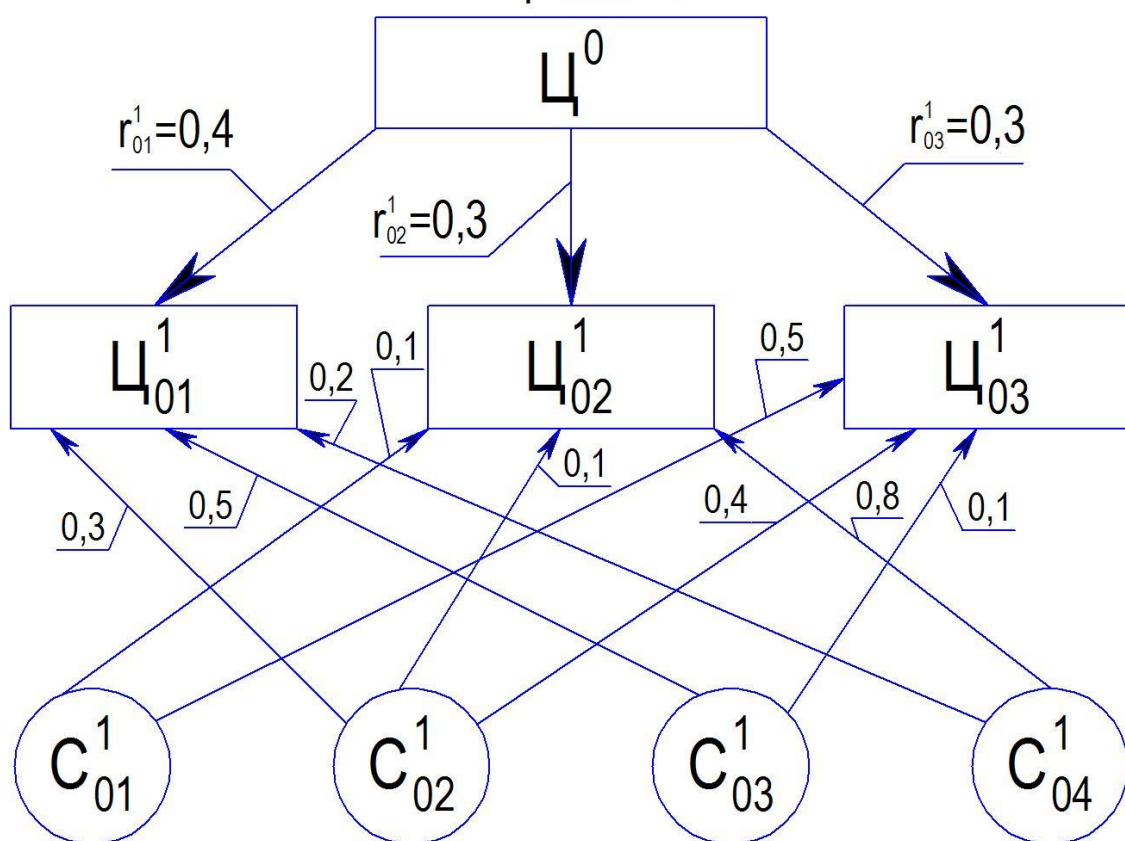 Ц⁰
r¹₀₁=0,4
r¹₀₃=0,3
r¹₀₂=0,3
Ц¹₀₁
Ц¹₀₂
Ц¹₀₃
0,2
0,1
0,5
0,3
0,5
0,1
0,4
0,8
0,1
С¹₀₁
С¹₀₂
С¹₀₃
С¹₀₄